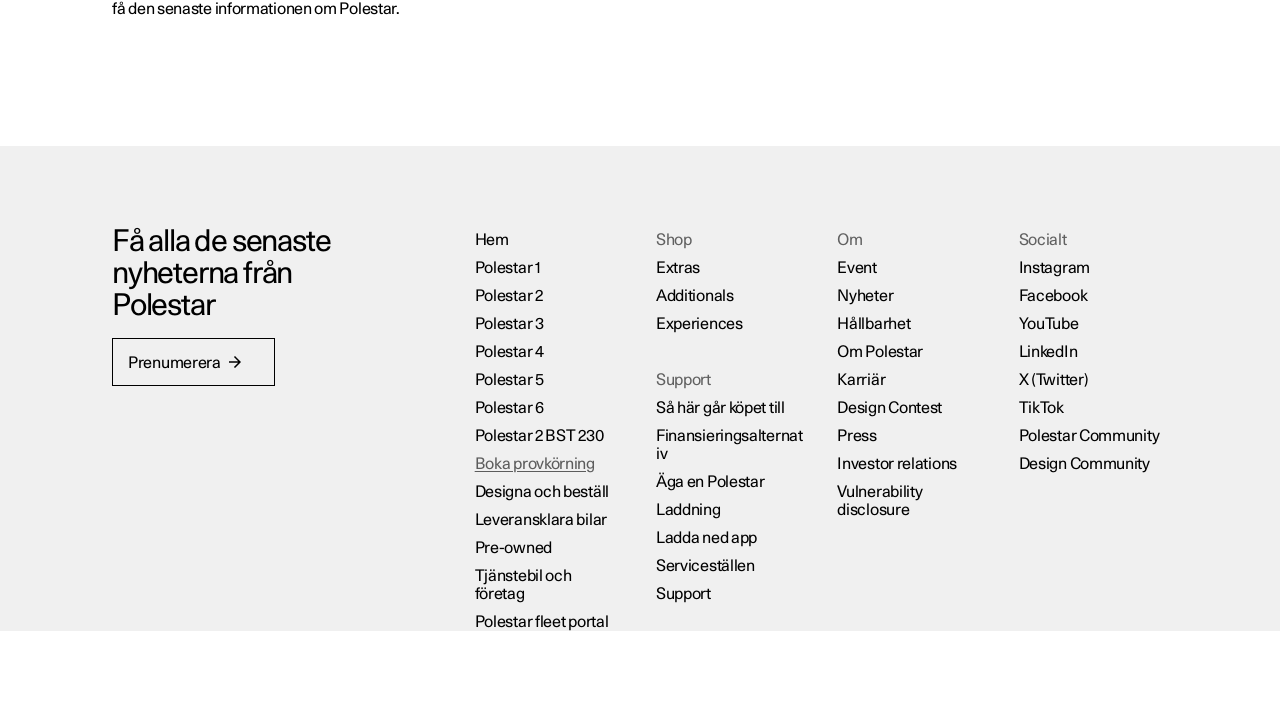 få den senaste informationen om Polestar.
Få alla de senaste
nyheterna från
Polestar
Prenumerera →
Hem
Polestar 1
Polestar 2
Polestar 3
Polestar 4
Polestar 5
Polestar 6
Polestar 2 BST 230
Boka provkörning
Designa och beställ
Leveransklara bilar
Pre-owned
Tjänstebil och
företag
Polestar fleet portal
Shop
Extras
Additionals
Experiences
Support
Så här går köpet till
Finansieringsalternat
iv
Äga en Polestar
Laddning
Ladda ned app
Serviceställen
Support
Om
Event
Nyheter
Hållbarhet
Om Polestar
Karriär
Design Contest
Press
Investor relations
Vulnerability
disclosure
Socialt
Instagram
Facebook
YouTube
LinkedIn
X (Twitter)
TikTok
Polestar Community
Design Community